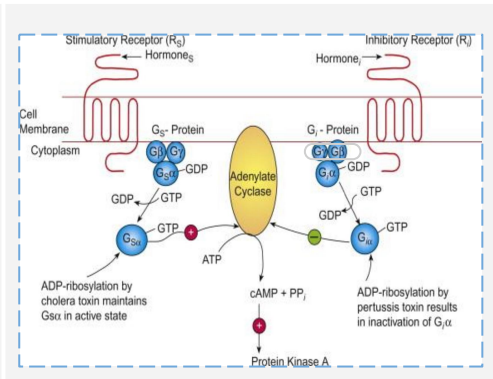 Stimulatory Receptor (RS)
HormoneS
Inhibitory Receptor (Ri)
Hormonei
Cell
Membrane
Cytoplasm
GS- Protein
Gβ Gγ
GSα
GDP
GDP
GTP
GSα
GTP
+
Adenylate
Cyclase
Gi - Protein
Gγ Gβ
Giα
GDP
GTP
GDP
Giα
GTP
−
ATP
cAMP + PPi
+
Protein Kinase A
ADP-ribosylation by
cholera toxin maintains
Gsα in active state
ADP-ribosylation by
pertussis toxin results
in inactivation of Giα